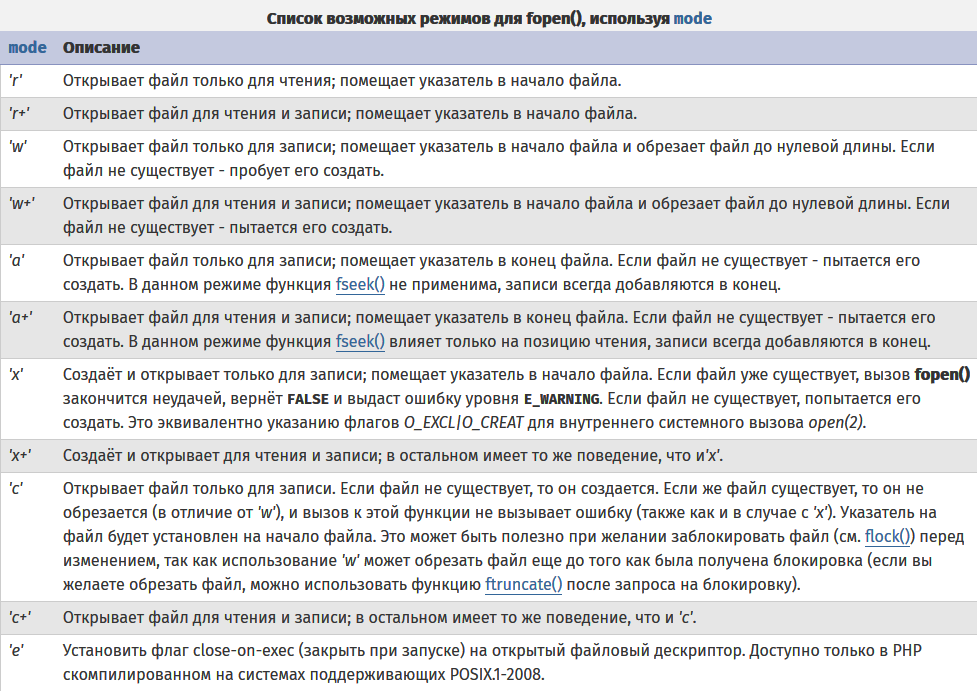 Список возможных режимов для fopen(), используя mode
mode Описание
'r' Открывает файл только для чтения; помещает указатель в начало файла.
'r+' Открывает файл для чтения и записи; помещает указатель в начало файла.
'w' Открывает файл только для записи; помещает указатель в начало файла и обрезает файл до нулевой длины. Если
файл не существует - пробует его создать.
'w+' Открывает файл для чтения и записи; помещает указатель в начало файла и обрезает файл до нулевой длины. Если
файл не существует - пытается его создать.
'a' Открывает файл только для записи; помещает указатель в конец файла. Если файл не существует - пытается его
создать. В данном режиме функция fseek() не применима, записи всегда добавляются в конец.
'a+' Открывает файл для чтения и записи; помещает указатель в конец файла. Если файл не существует - пытается его
создать. В данном режиме функция fseek() влияет только на позицию чтения, записи всегда добавляются в конец.
'x' Создаёт и открывает только для записи; помещает указатель в начало файла. Если файл уже существует, вызов fopen()
закончится неудачей, вернёт FALSE и выдаст ошибку уровня E_WARNING. Если файл не существует, попытается его
создать. Это эквивалентно указанию флагов O_EXCL|O_CREAT для внутреннего системного вызова open(2).
'x+' Создаёт и открывает для чтения и записи; в остальном имеет то же поведение, что и'x'.
'c' Открывает файл только для записи. Если файл не существует, то он создается. Если же файл существует, то он не
обрезается (в отличие от 'w'), и вызов к этой функции не вызывает ошибку (также как и в случае с 'x'). Указатель на
файл будет установлен на начало файла. Это может быть полезно при желании заблокировать файл (см. flock()) перед
изменением, так как использование 'w' может обрезать файл еще до того как была получена блокировка (если вы
желаете обрезать файл, можно использовать функцию ftruncate() после запроса на блокировку).
'c+' Открывает файл для чтения и записи; в остальном имеет то же поведение, что и 'c'.
'e' Установить флаг close-on-exec (закрыть при запуске) на открытый файловый дескриптор. Доступно только в PHP
скомпилированном на системах поддерживающих POSIX.1-2008.